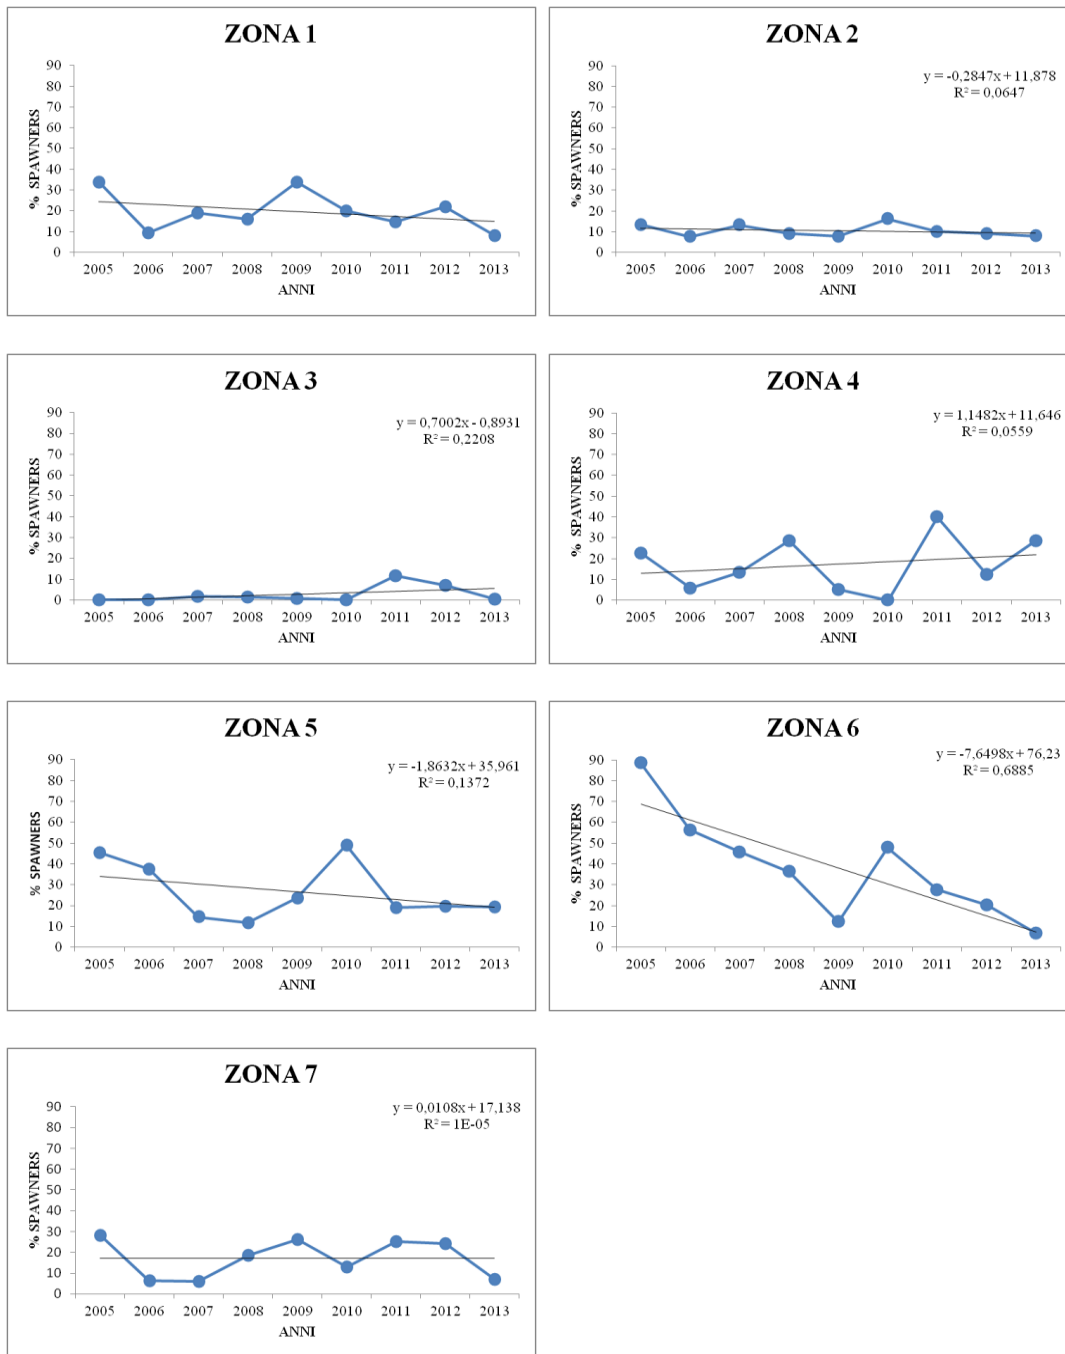 ZONA 1
90
80
70
60
50
40
30
20
10
0
% SPAWNERS
2005 2006 2007 2008 2009 2010 2011 2012 2013
ANNI
ZONA 2
y = -0,2847x + 11,878
R² = 0,0647
90
80
70
60
50
40
30
20
10
0
% SPAWNERS
2005 2006 2007 2008 2009 2010 2011 2012 2013
ANNI
ZONA 3
y = 0,7002x - 0,8931
R² = 0,2208
90
80
70
60
50
40
30
20
10
0
% SPAWNERS
2005 2006 2007 2008 2009 2010 2011 2012 2013
ANNI
ZONA 4
y = 1,1482x + 11,646
R² = 0,0559
90
80
70
60
50
40
30
20
10
0
% SPAWNERS
2005 2006 2007 2008 2009 2010 2011 2012 2013
ANNI
ZONA 5
y = -1,8632x + 35,961
R² = 0,1372
90
80
70
60
50
40
30
20
10
0
% SPAWNERS
2005 2006 2007 2008 2009 2010 2011 2012 2013
ANNI
ZONA 6
y = -7,6498x + 76,23
R² = 0,6885
90
80
70
60
50
40
30
20
10
0
% SPAWNERS
2005 2006 2007 2008 2009 2010 2011 2012 2013
ANNI
ZONA 7
y = 0,0108x + 17,138
R² = 1E-05
90
80
70
60
50
40
30
20
10
0
% SPAWNERS
2005 2006 2007 2008 2009 2010 2011 2012 2013
ANNI